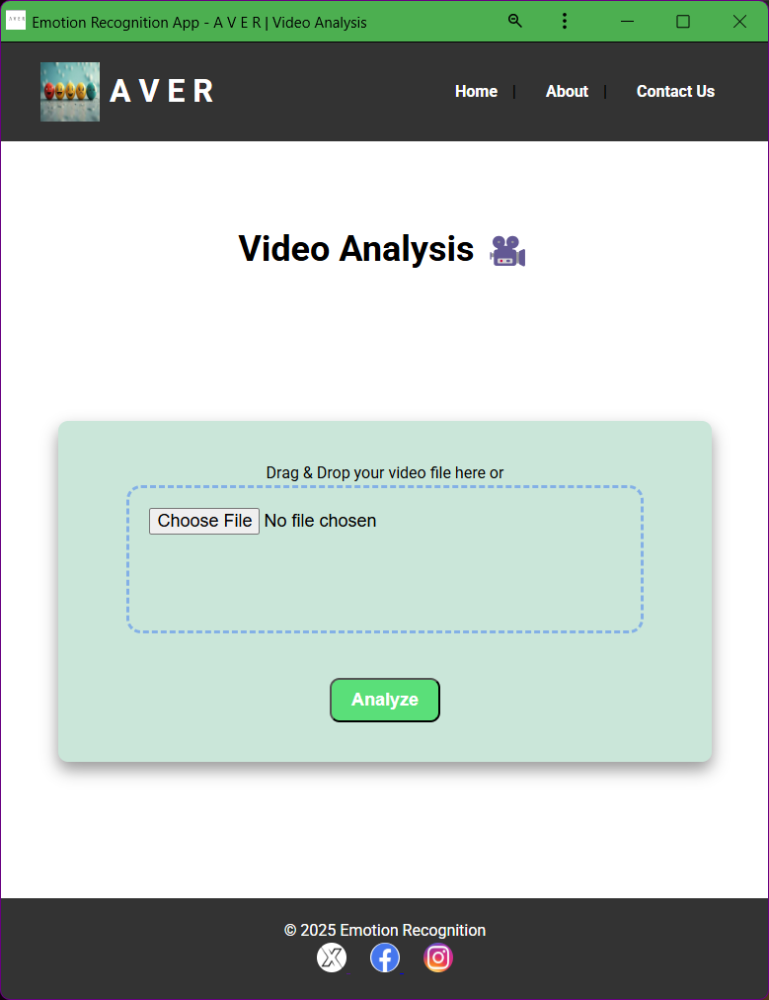 Emotion Recognition App - A V E R | Video Analysis
A V E R
Home | About | Contact Us
Video Analysis
Drag & Drop your video file here or
Choose File No file chosen
Analyze
© 2025 Emotion Recognition